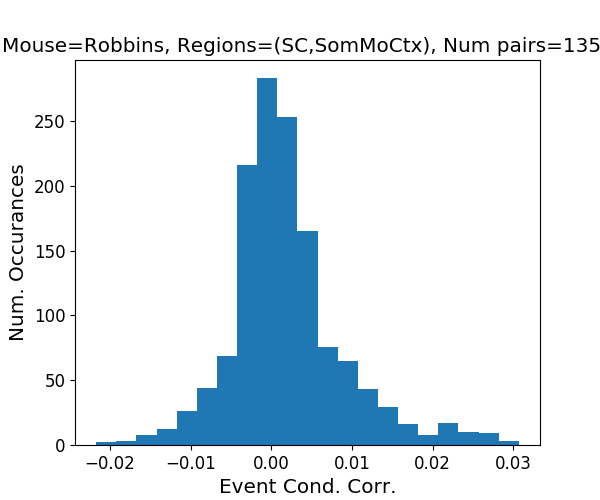 Mouse=Robbins, Regions=(SC,SomMoCtx), Num pairs=135
Num. Occurances
250
200
150
100
50
0
−0.02 −0.01 0.00 0.01 0.02 0.03
Event Cond. Corr.